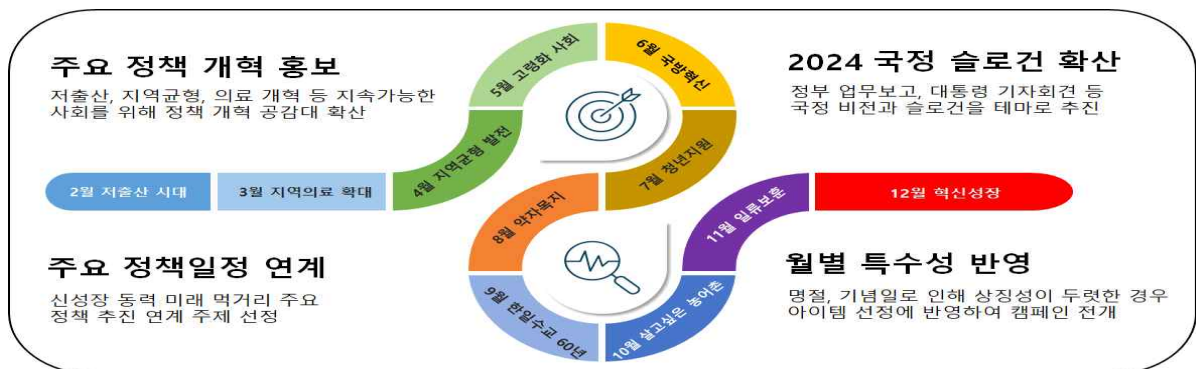 주요 정책 개혁 홍보
저출산, 지역균형, 의료 개혁 등 지속가능한
사회를 위해 정책 개혁 공감대 확산
2024 국정 슬로건 확산
정부 업무보고, 대통령 기자회견 등
국정 비전과 슬로건을 테마로 추진
2월 저출산 시대
3월 지역의료 확대
4월 지역균형 발전
5월 고령화 사회
6월 국방혁신
7월 청년지원
8월 약자목지
9월 한일수교 60년
10월 살고싶은 농어촌
11월 일류보훈
12월 혁신성장
주요 정책일정 연계
신성장 동력 미래 먹거리 주요
정책 추진 연계 주제 선정
월별 특수성 반영
명절, 기념일로 인해 상징성이 두렷한 경우
아이템 선정에 반영하여 캠페인 전개